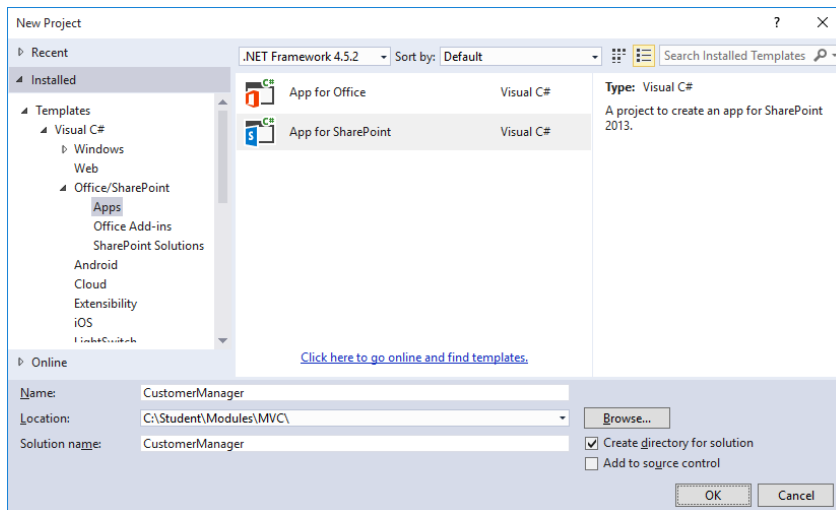 New Project
? X
Recent
.NET Framework 4.5.2 Sort by: Default
Search Installed Templates
Installed
Templates
Visual C#
Windows
Web
Office/SharePoint
Apps
Office Add-ins
SharePoint Solutions
Android
Cloud
Extensibility
iOS
LightSwitch
Online
C# App for Office Visual C#
C# S App for SharePoint Visual C#
Click here to go online and find templates.
Type: Visual C#
A project to create an app for SharePoint
2013.
Name: CustomerManager
Location: C:\Student\Modules\MVC\ Browse...
Solution name: CustomerManager
Create directory for solution
Add to source control
OK Cancel